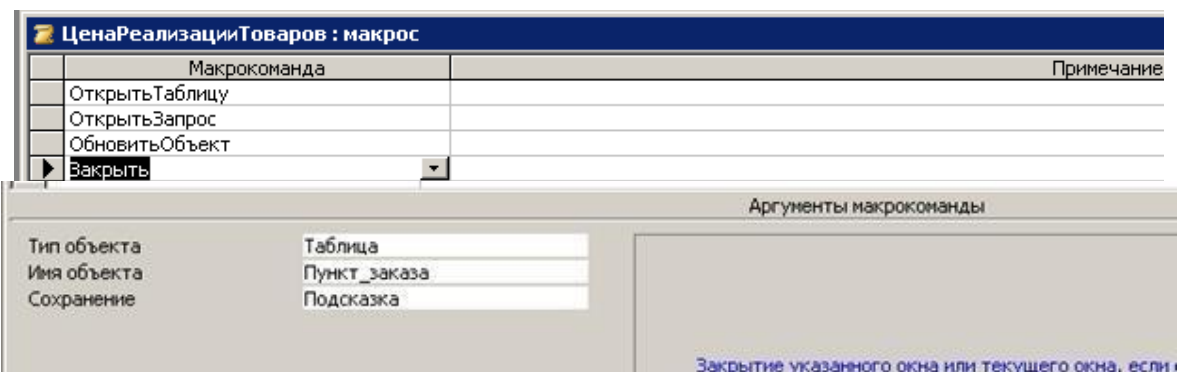 ЦенаРеализацииТоваров : макрос
Макрокоманда Примечание
ОткрытьТаблицу
ОткрытьЗапрос
ОбновитьОбъект
Закрыть
Аргументы макрокоманды
Тип объекта Таблица
Имя объекта Пункт_заказа
Сохранение Подсказка
Закрытие указанного окна или текущего окна, если